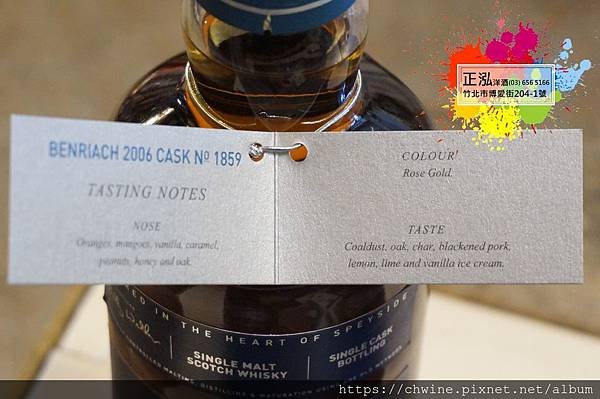 正泓洋酒(03) 656 5166
竹北市博愛街204-1號
BENRIACH 2006 CASK Nº 1859
TASTING NOTES
NOSE
Oranges, mangoes, vanilla, caramel,
peanuts, honey and oak.
COLOUR
Rose Gold.
TASTE
Coaldust, oak, char, blackened pork,
lemon, lime and vanilla ice cream.
IN THE HEART OF SPEYSIDE
SINGLE MALT
SCOTCH WHISKY
SINGLE CASK
BOTTLING
MALTING, DISTILLING & MATURATION
https://chwine.pixnet.net/album